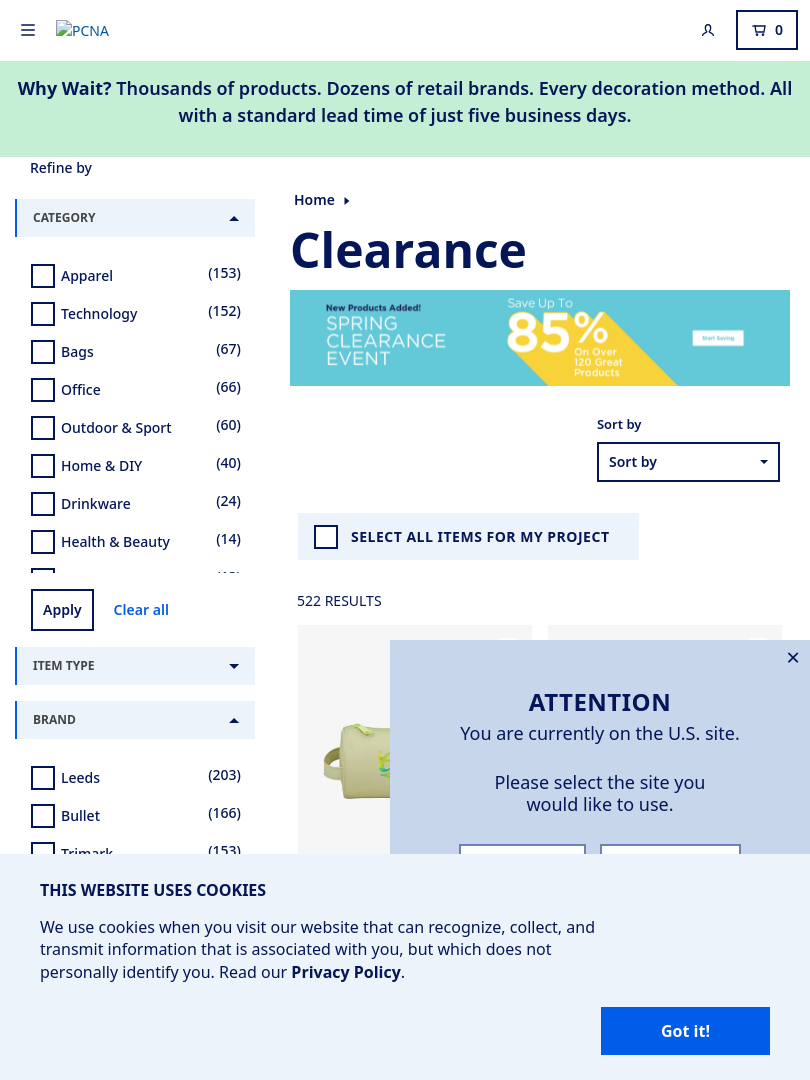 PCNA
0
Why Wait? Thousands of products. Dozens of retail brands. Every decoration method. All
with a standard lead time of just five business days.
Refine by
CATEGORY
Apparel (153)
Technology (152)
Bags (67)
Office (66)
Outdoor & Sport (60)
Home & DIY (40)
Drinkware (24)
Health & Beauty (14)
Apply
Clear all
ITEM TYPE
BRAND
Leeds (203)
Bullet (166)
Trimark (153)
Home
Clearance
New Products Added!
SPRING
CLEARANCE
EVENT
Save Up To
85%
On Over
120 Great
Products
Start Saving
Sort by
Sort by
SELECT ALL ITEMS FOR MY PROJECT
522 RESULTS
ATTENTION
You are currently on the U.S. site.
Please select the site you
would like to use.
THIS WEBSITE USES COOKIES
We use cookies when you visit our website that can recognize, collect, and
transmit information that is associated with you, but which does not
personally identify you. Read our Privacy Policy.
Got it!